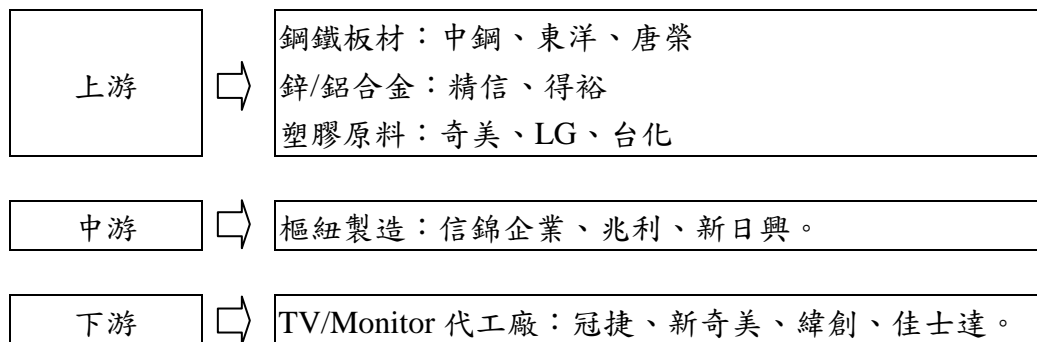 上游
鋼鐵板材：中鋼、東洋、唐榮
鋅/鋁合金：精信、得裕
塑膠原料：奇美、LG、台化
中游
樞紐製造：信錦企業、兆利、新日興。
下游
TV/Monitor 代工廠：冠捷、新奇美、緯創、佳士達。